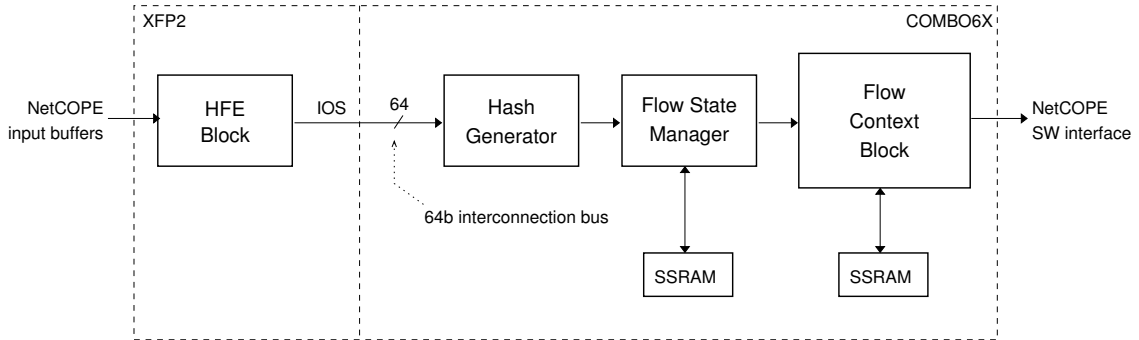 XFP2
COMBO6X
NetCOPE
input buffers
HFE
Block
IOS
64
Hash
Generator
Flow State
Manager
Flow
Context
Block
NetCOPE
SW interface
64b interconnection bus
SSRAM
SSRAM